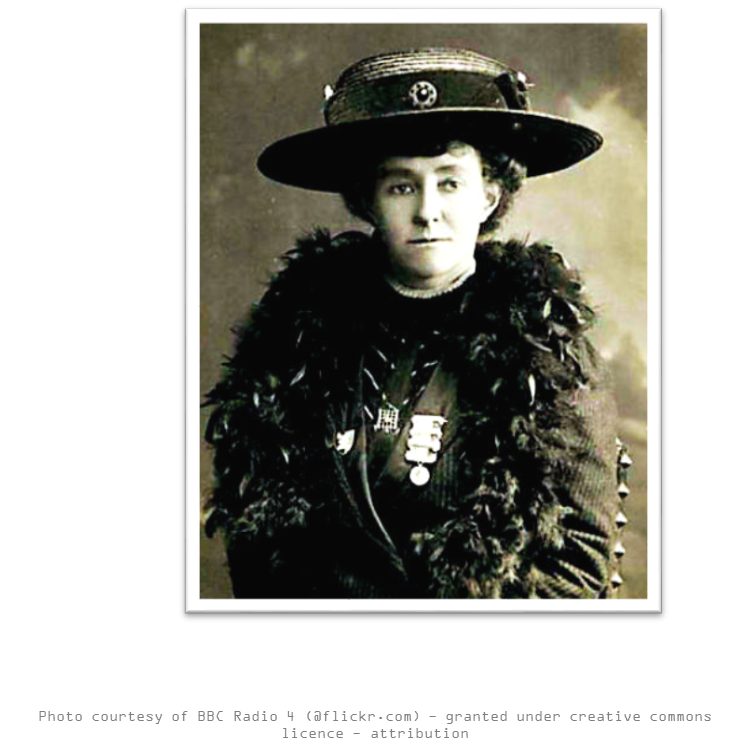 Photo courtesy of BBC Radio 4 (@flickr.com) – granted under creative commons
licence – attribution